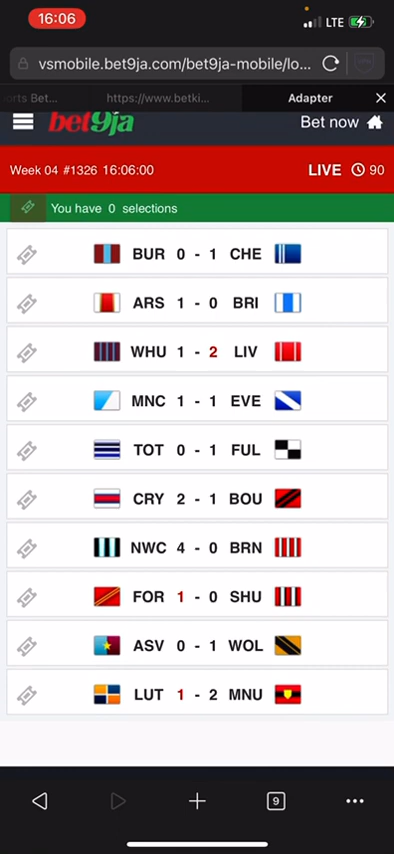 16:06
LTE
vsmobile.bet9ja.com/bet9ja-mobile/lo...
orts Bet... https://www.betki... Adapter
bet9ja Bet now
Week 04 #1326 16:06:00 LIVE 90
You have 0 selections
BUR 0 - 1 CHE
ARS 1 - 0 BRI
WHU 1 - 2 LIV
MNC 1 - 1 EVE
TOT 0 - 1 FUL
CRY 2 - 1 BOU
NWC 4 - 0 BRN
FOR 1 - 0 SHU
ASV 0 - 1 WOL
LUT 1 - 2 MNU
9